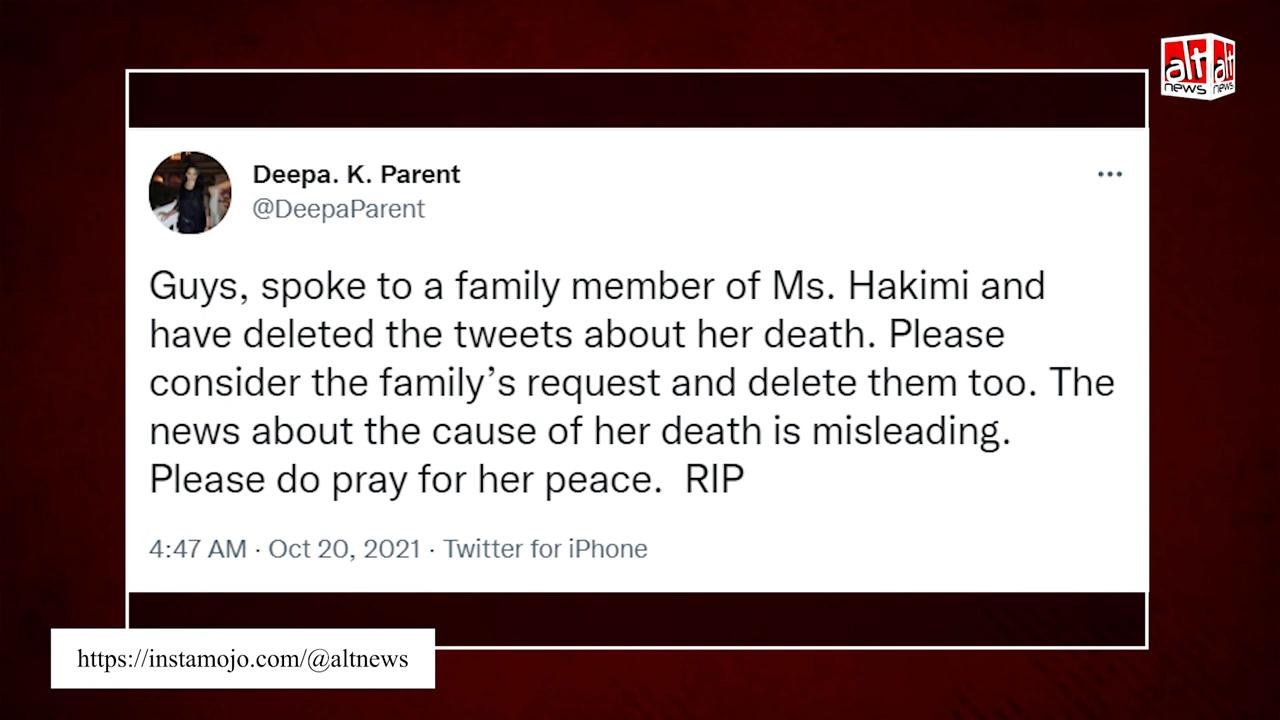 alt alt
news news
Deepa. K. Parent
@DeepaParent
Guys, spoke to a family member of Ms. Hakimi and
have deleted the tweets about her death. Please
consider the family’s request and delete them too. The
news about the cause of her death is misleading.
Please do pray for her peace.  RIP
4:47 AM · Oct 20, 2021 · Twitter for iPhone
https://instamojo.com/@altnews